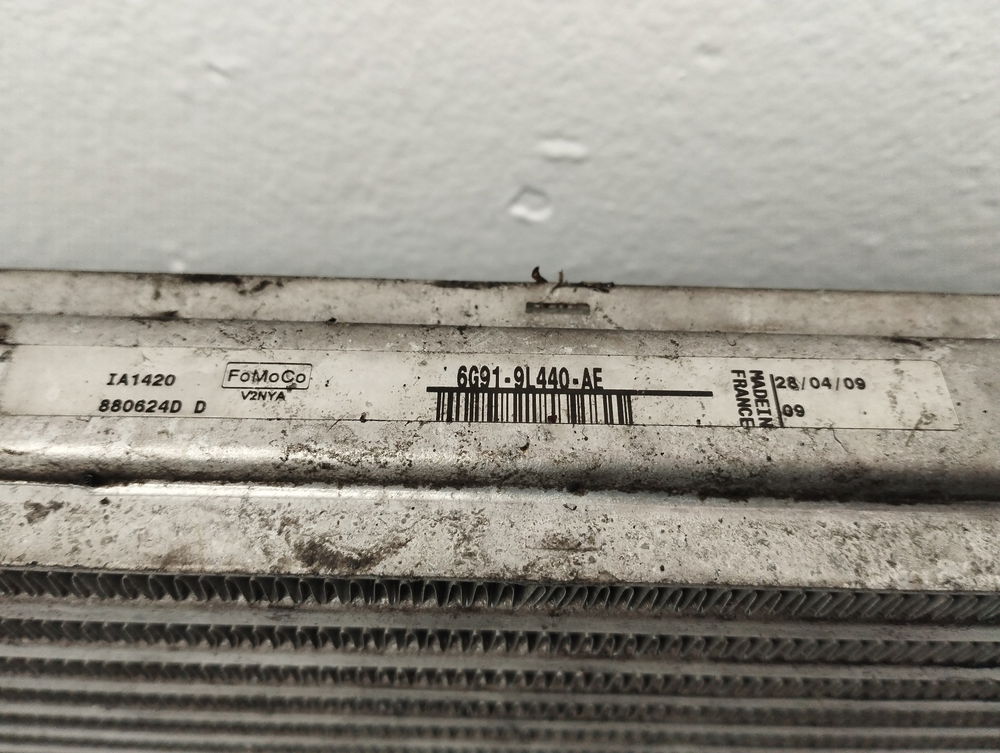 IA1420
880624D D
FoMoCo
V2NYA
6G91-9L440-AE
MADE IN
FRANCE
28/04/09
09